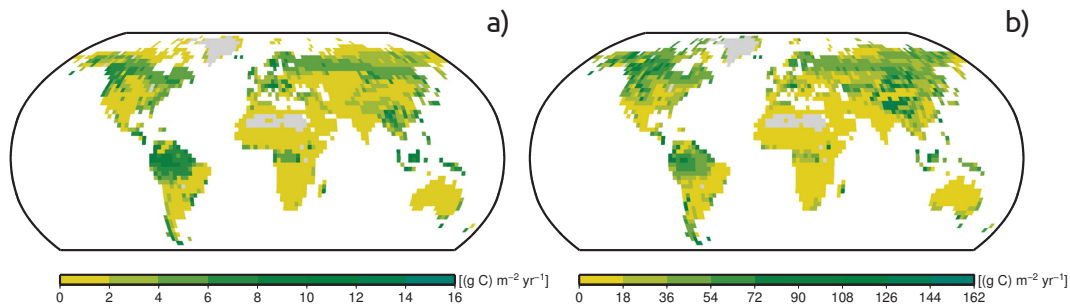 a)
b)
[(g C) m⁻² yr⁻¹]
0 2 4 6 8 10 12 14 16
[(g C) m⁻² yr⁻¹]
0 18 36 54 72 90 108 126 144 162